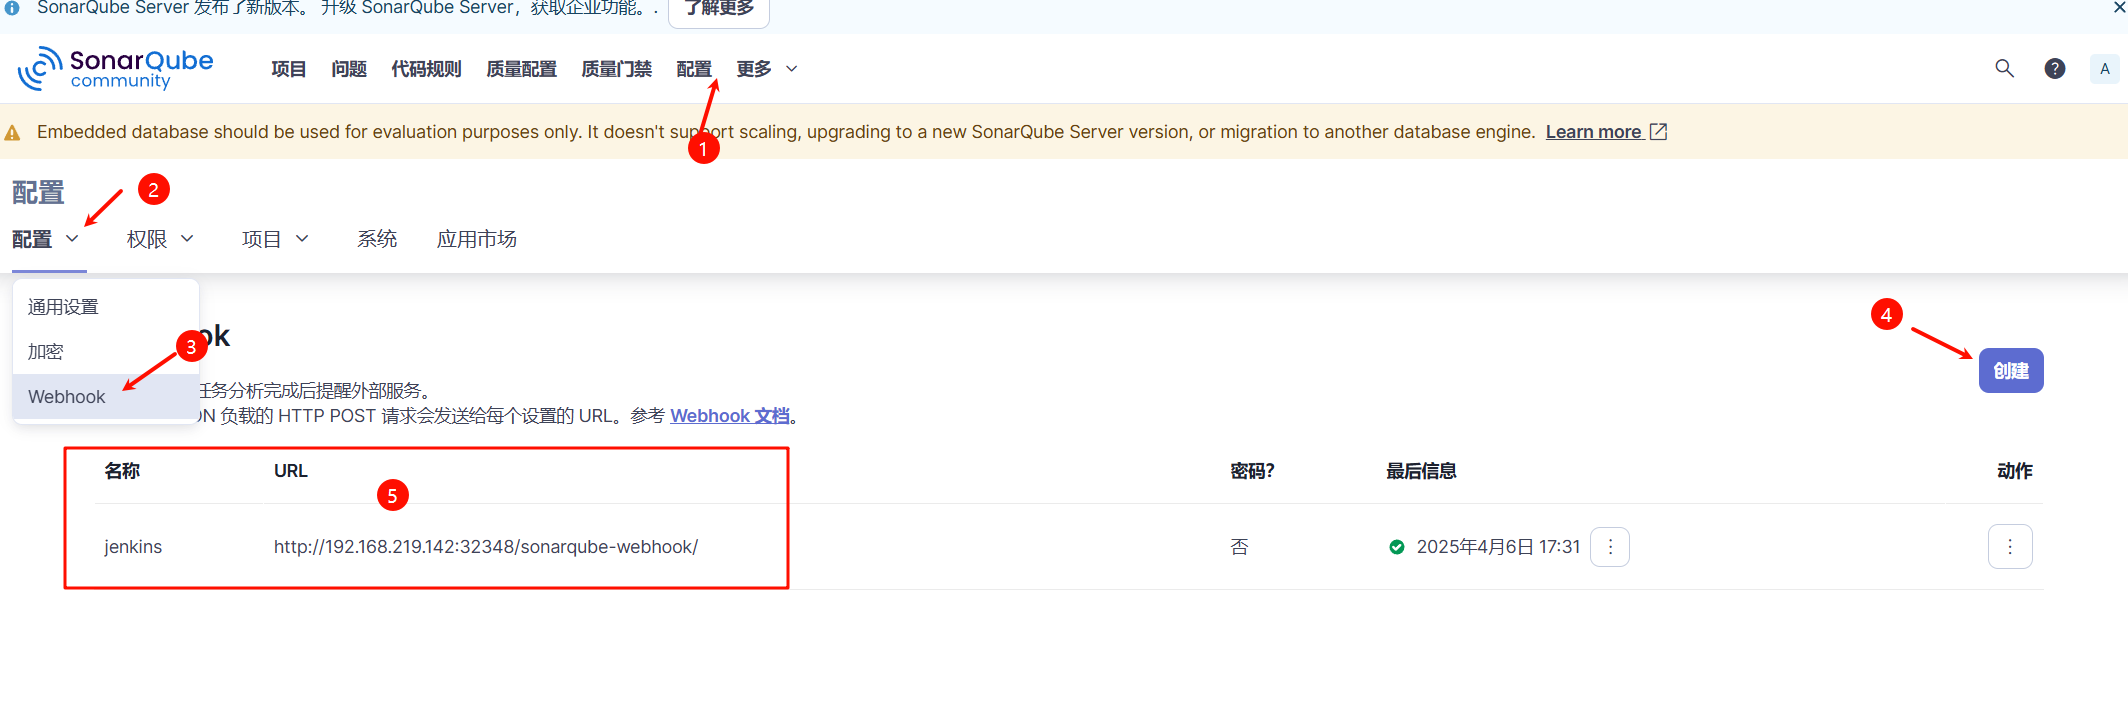 SonarQube Server 发布了新版本。 升级 SonarQube Server，获取企业功能。. 了解更多
SonarQube community 项目 问题 代码规则 质量配置 质量门禁 配置 更多 ? A
Embedded database should be used for evaluation purposes only. It doesn't support scaling, upgrading to a new SonarQube Server version, or migration to another database engine. Learn more
1
配置 2
配置 权限 项目 系统 应用市场
通用设置
4
3 ok
加密
创建
Webhook 任务分析完成后提醒外部服务。
ON 负载的 HTTP POST 请求会发送给每个设置的 URL。参考 Webhook 文档。
名称 URL 密码? 最后信息 动作
5
jenkins http://192.168.219.142:32348/sonarqube-webhook/ 否 2025年4月6日 17:31